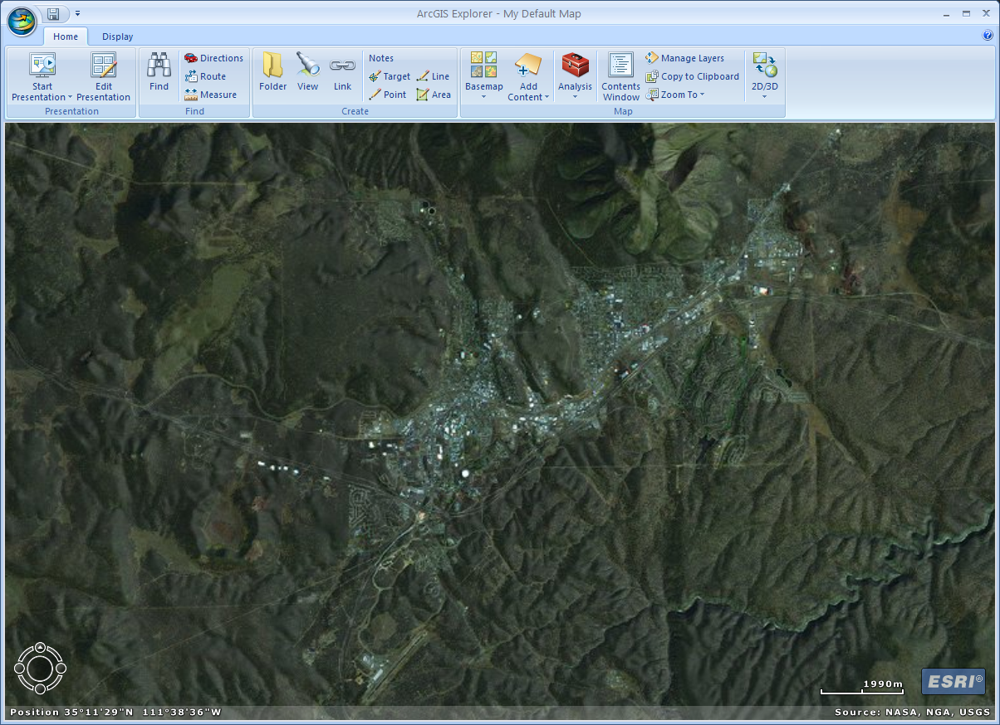 ArcGIS Explorer - My Default Map
Home Display
Start Presentation
Edit Presentation
Presentation
Find
Directions
Route
Measure
Find
Folder
View
Link
Notes
Target
Line
Point
Area
Create
Basemap
Add Content
Analysis
Contents Window
Manage Layers
Copy to Clipboard
Zoom To
Map
2D/3D
1990m
ESRI®
Position 35°11'29"N 111°38'36"W
Source: NASA, NGA, USGS